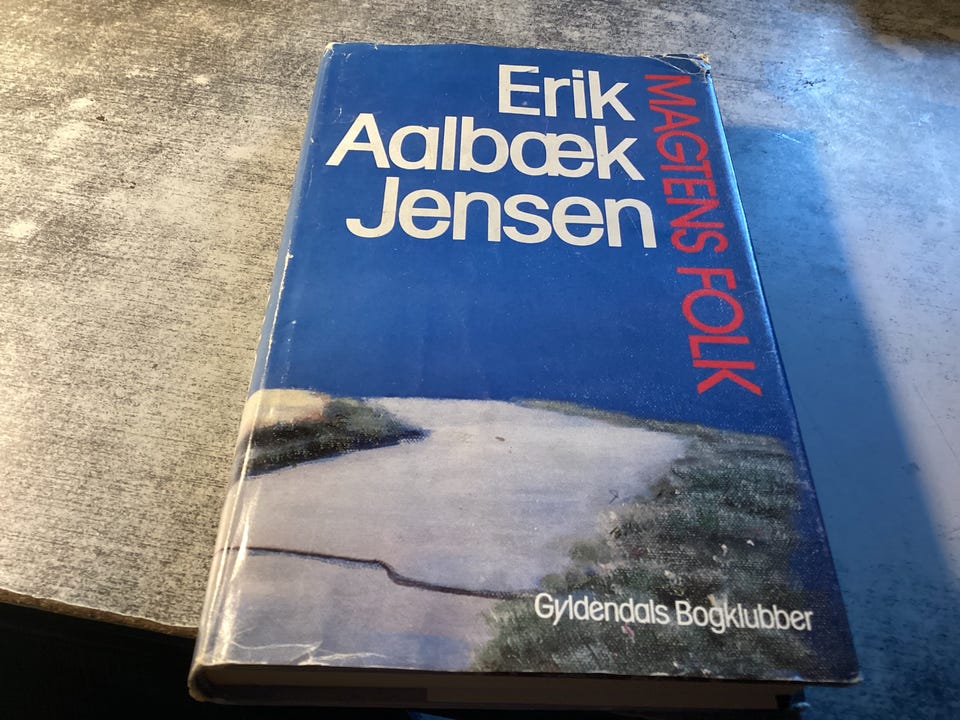 Erik
Aalbæk
Jensen
MAGTENS FOLK
Gyldendals Bogklubber